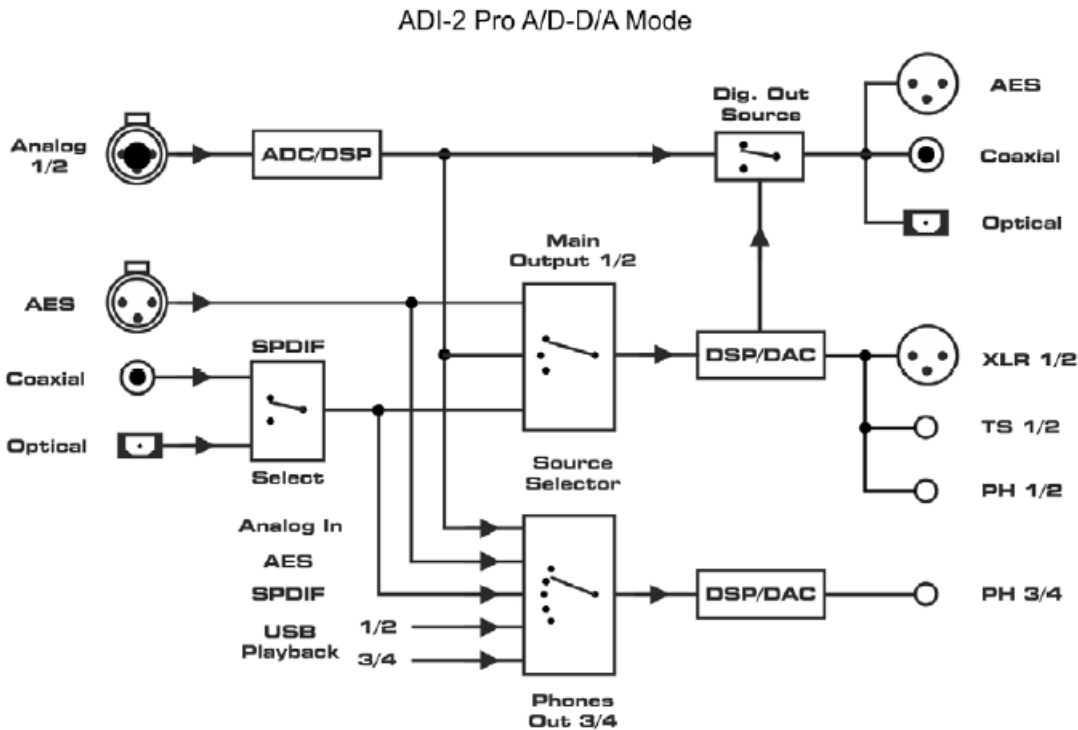 ADI-2 Pro A/D-D/A Mode
Analog
1/2
ADC/DSP
Dig. Out
Source
AES
Coaxial
Optical
Main
Output 1/2
AES
SPDIF
Coaxial
Optical
Select
DSP/DAC
XLR 1/2
TS 1/2
PH 1/2
Source
Selector
Analog In
AES
SPDIF
USB
Playback
1/2
3/4
DSP/DAC
PH 3/4
Phones
Out 3/4